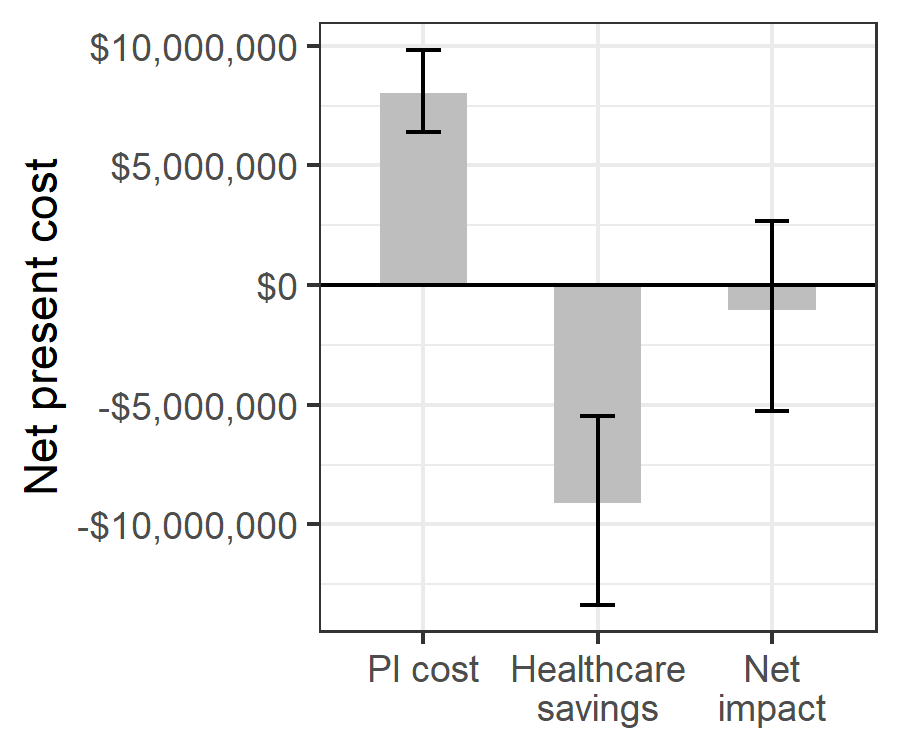 Net present cost
$10,000,000
$5,000,000
$0
-$5,000,000
-$10,000,000
PI cost
Healthcare
savings
Net
impact